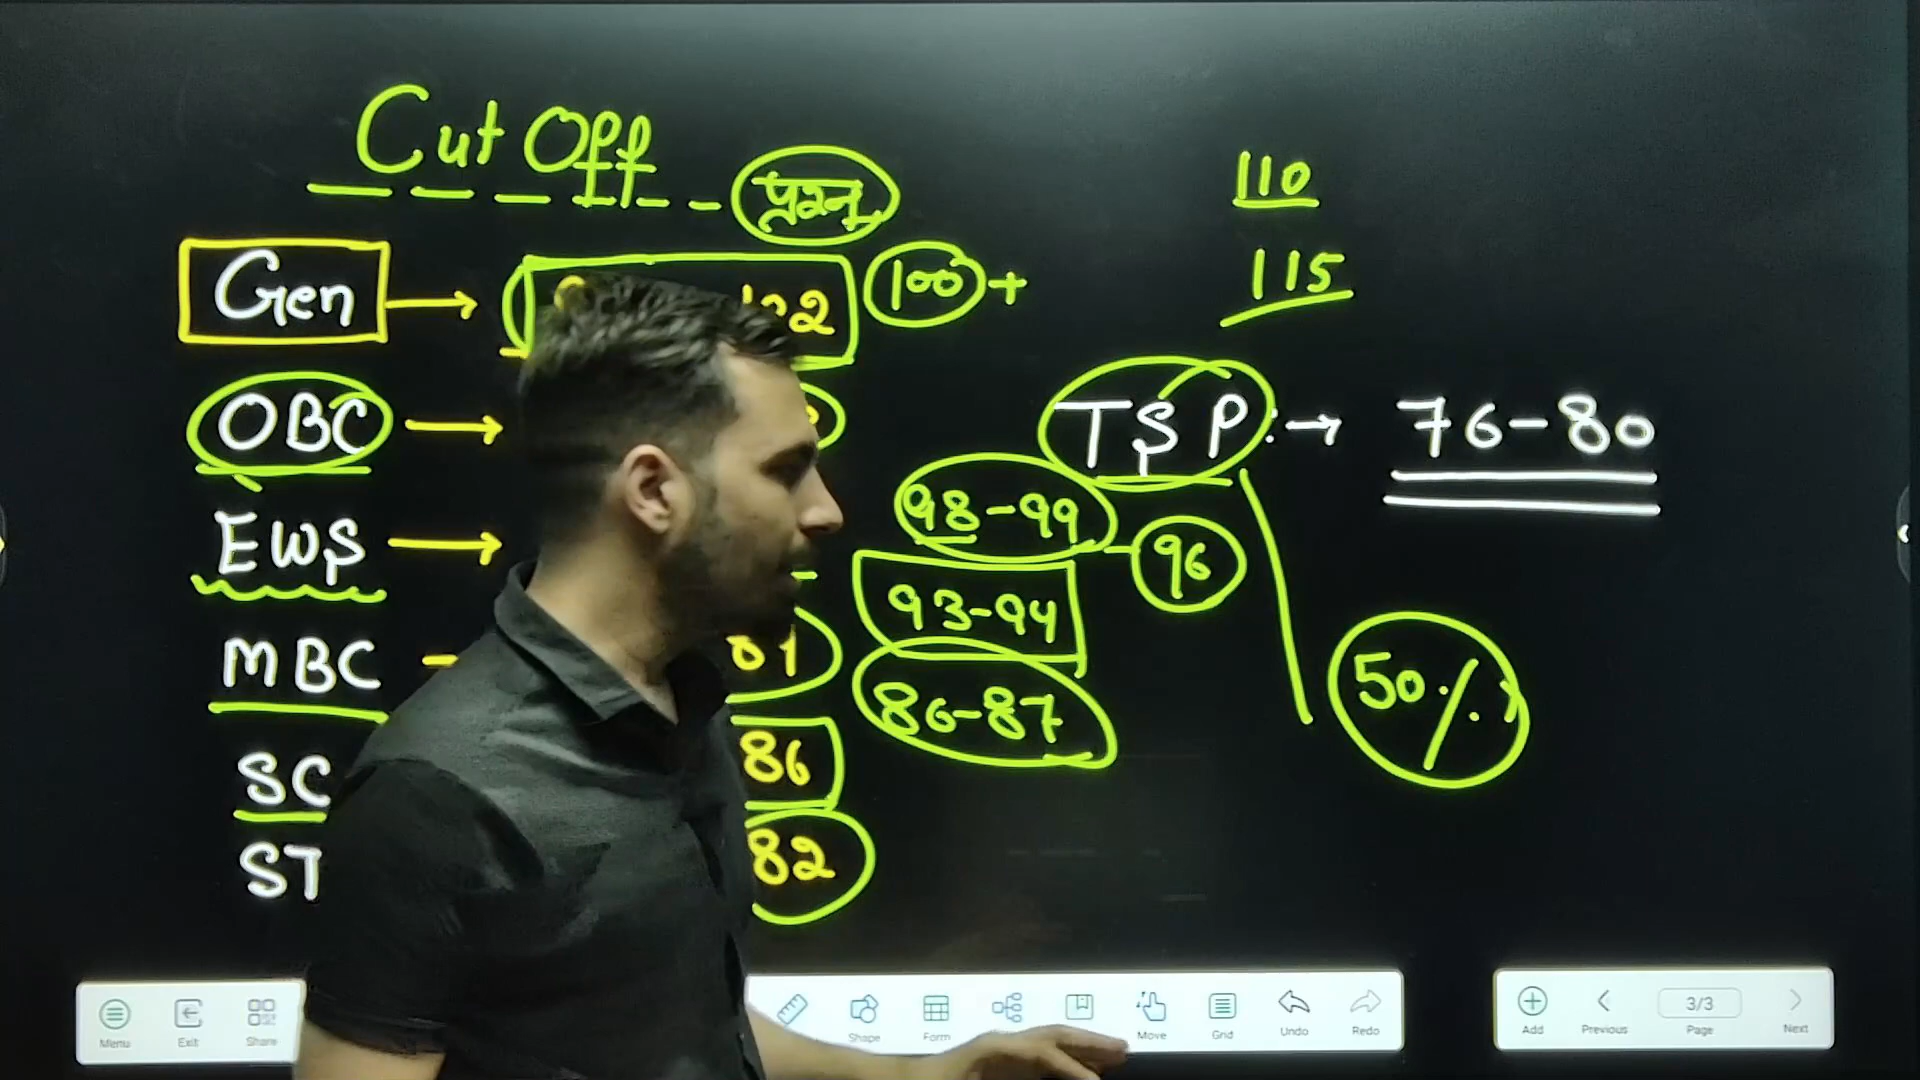 Cut Off
प्रश्न
110
115
Gen → 122 100+
OBC →
TSP :→ 76-80
98-99
96
EWS →
93-94
MBC
86-87
50%
SC 86
ST 82
Menu Exit Share Shape Form Move Grid Undo Redo
Add Previous 3/3 Page Next